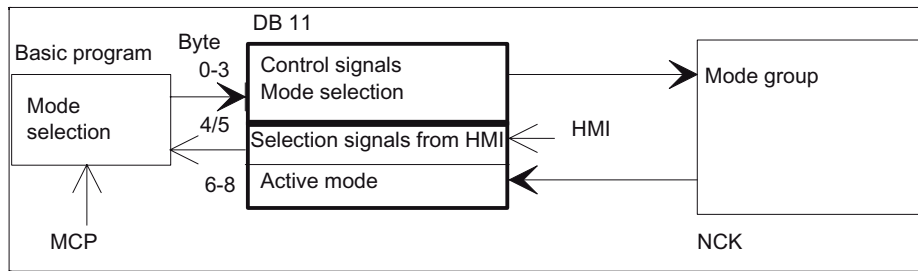 DB 11
Basic program
Byte
0-3
Control signals
Mode selection
Mode group
Mode
selection
4/5
Selection signals from HMI
HMI
6-8
Active mode
MCP
NCK